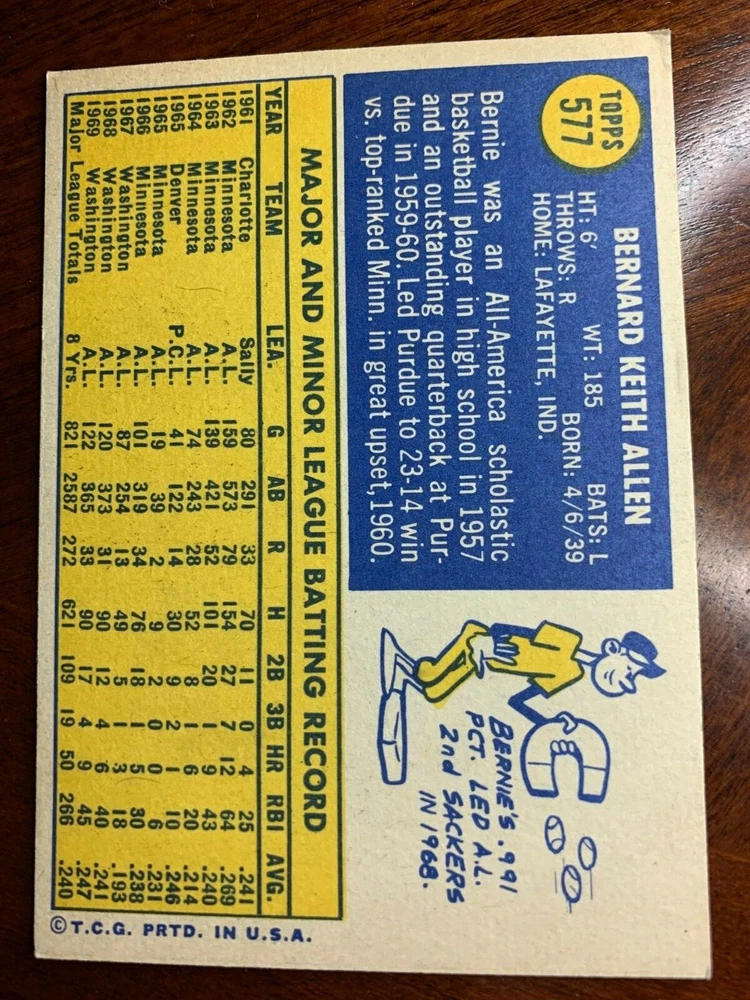 TOPPS
577
BERNARD KEITH ALLEN
HT: 6' WT: 185 BATS: L
THROWS: R BORN: 4/6/39
HOME: LAFAYETTE, IND.
Bernie was an All-America scholastic
basketball player in high school in 1957
and an outstanding quarterback at Pur-
due in 1959-60. Led Purdue to 23-14 win
vs. top-ranked Minn. in great upset, 1960.
BERNIE'S .991
PCT. LED A.L.
2nd SACKERS
IN 1968.
MAJOR AND MINOR LEAGUE BATTING RECORD
YEAR TEAM LEA. G AB R H 2B 3B HR RBI AVG.
1961 Charlotte Sally 80 291 33 70 11 0 4 25 .241
1962 Minnesota A.L. 159 573 79 154 27 7 12 64 .269
1963 Minnesota A.L. 139 421 52 101 20 1 9 43 .240
1964 Minnesota A.L. 74 243 28 52 8 1 6 20 .214
1965 Denver P.C.L. 41 122 14 30 9 2 1 10 .246
1965 Minnesota A.L. 19 39 2 9 2 0 0 6 .231
1966 Minnesota A.L. 101 319 34 76 18 1 5 30 .238
1967 Washington A.L. 87 254 13 49 5 1 3 18 .193
1968 Washington A.L. 120 373 31 90 12 4 6 40 .241
1969 Washington A.L. 122 365 33 90 17 4 9 45 .247
Major League Totals 8 Yrs. 821 2587 272 621 109 19 50 266 .240
© T.C.G. PRTD. IN U.S.A.